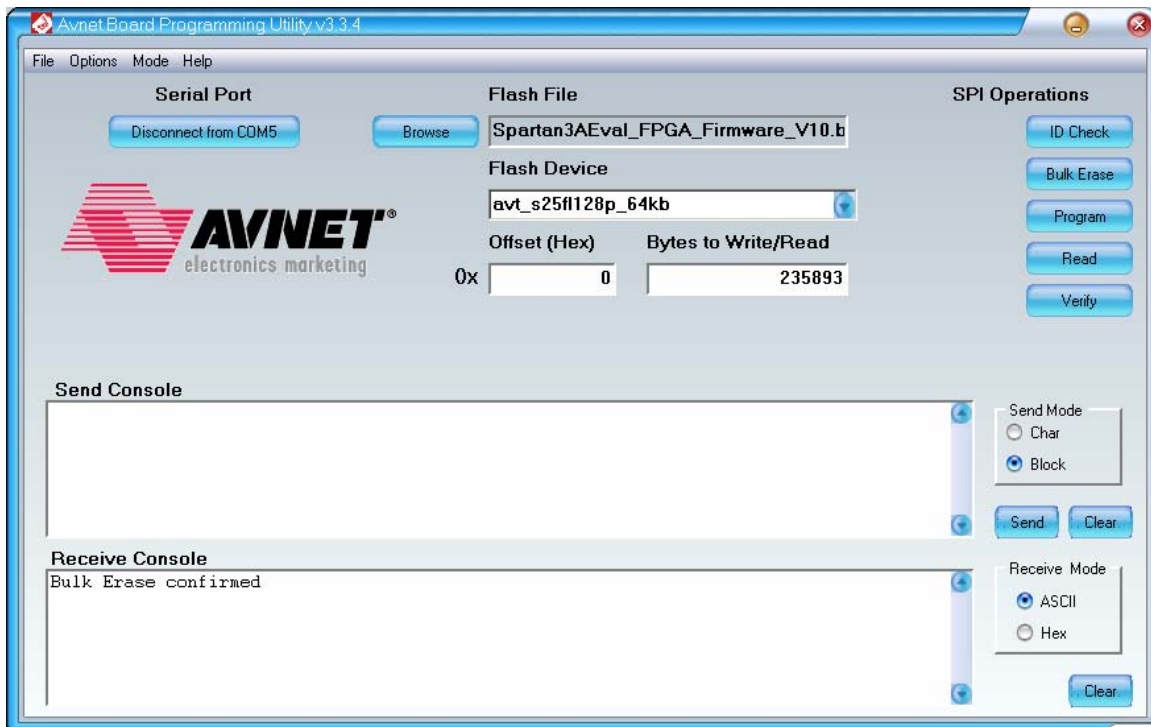 Avnet Board Programming Utility v3.3.4
File Options Mode Help
Serial Port
Flash File
SPI Operations
Disconnect from COM5
Browse
Spartan3AEval_FPGA_Firmware_V10.b
ID Check
Flash Device
Bulk Erase
avt_s25fl128p_64kb
Program
AVNET®
electronics marketing
Offset (Hex)
Bytes to Write/Read
Read
0x
0
235893
Verify
Send Console
Send Mode
Char
Block
Send
Clear
Receive Console
Bulk Erase confirmed
Receive Mode
ASCII
Hex
Clear